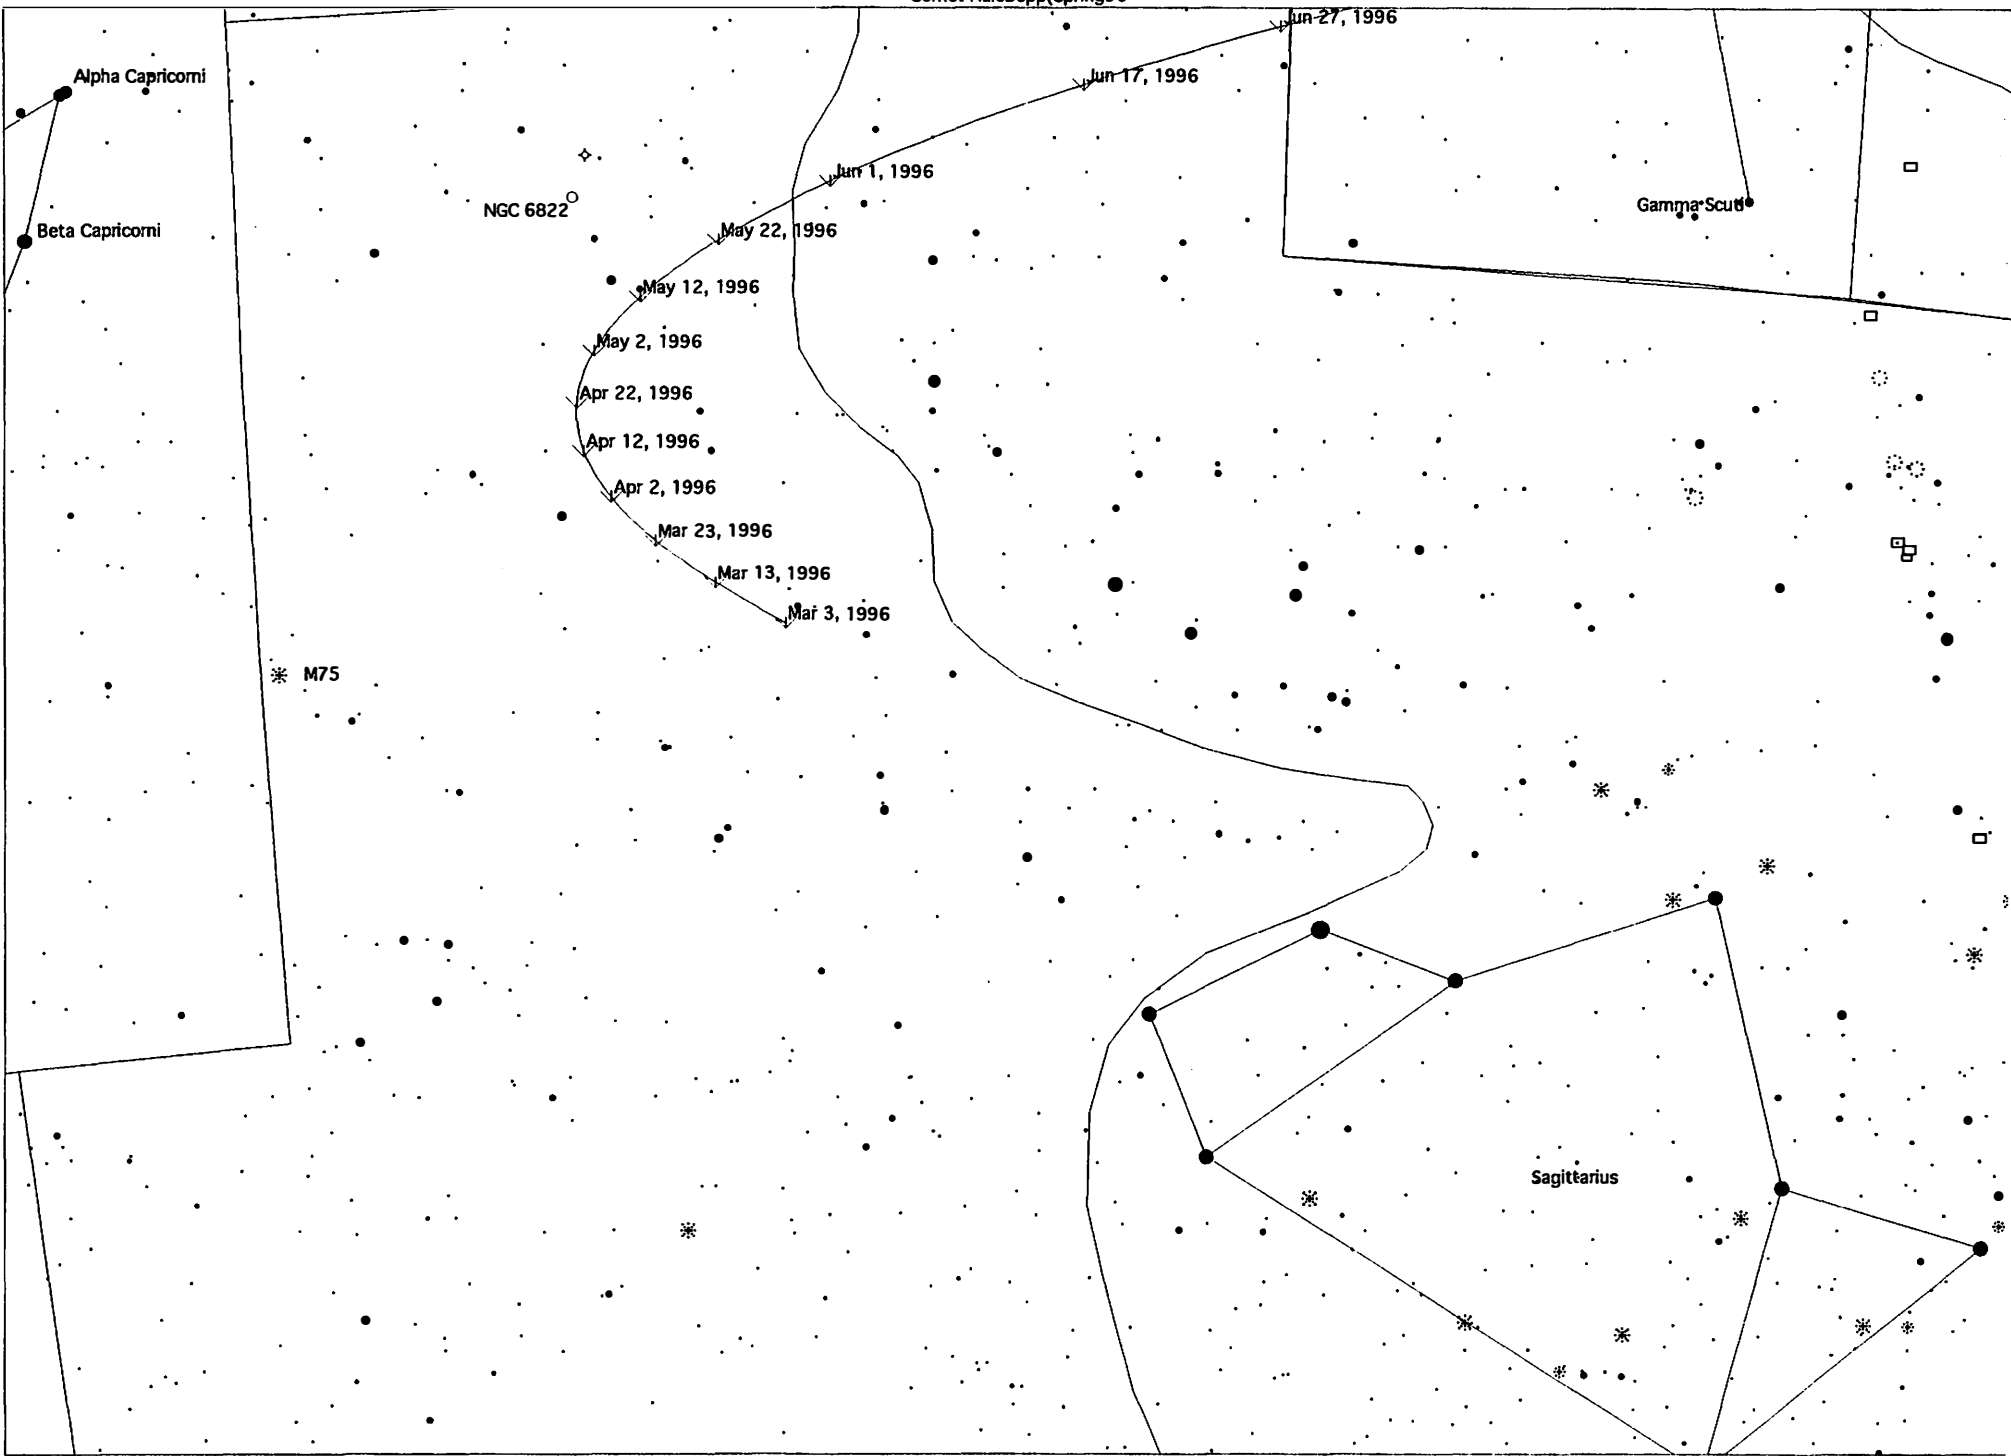 Jun 27, 1996
Alpha Capricorni
Jun 17, 1996
Jun 1, 1996
NGC 6822
Gamma Scuti
Beta Capricorni
May 22, 1996
May 12, 1996
May 2, 1996
Apr 22, 1996
Apr 12, 1996
Apr 2, 1996
Mar 23, 1996
Mar 13, 1996
Mar 3, 1996
M75
Sagittarius